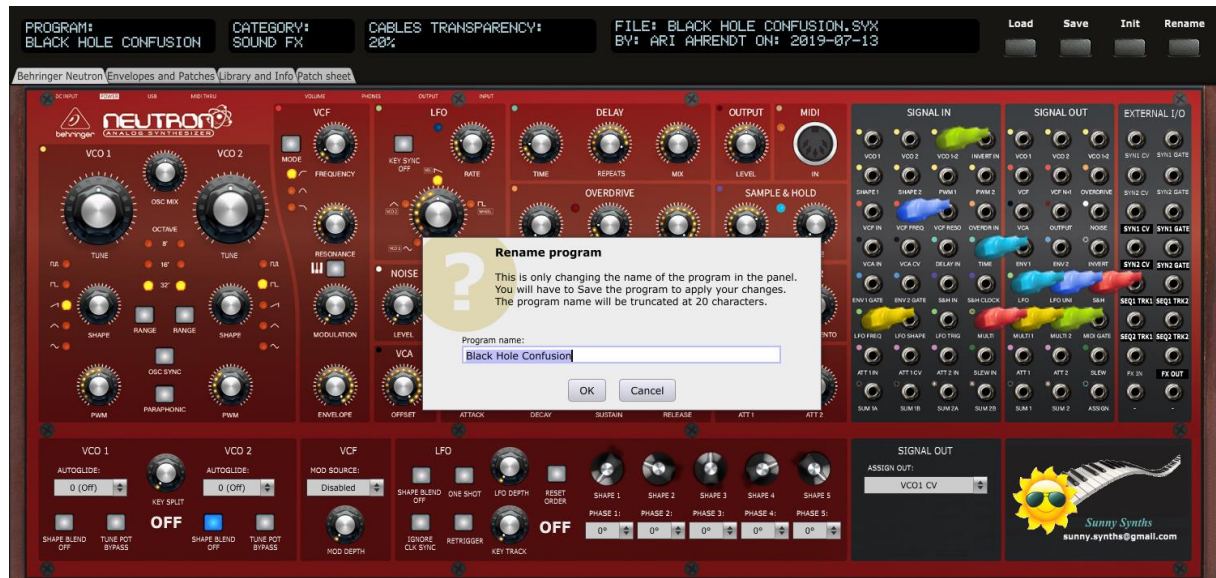 PROGRAM:
BLACK HOLE CONFUSION
CATEGORY:
SOUND FX
CABLES TRANSPARENCY:
20%
FILE: BLACK HOLE CONFUSION.SYX
BY: ARI AHRENDT ON: 2019-07-13
Load Save Init Rename
Behringer Neutron Envelopes and Patches Library and Info Patch sheet
DC INPUT POWER USB MIDI THRU VOLUME PHONES OUTPUT INPUT
behringer
NEUTRON
ANALOG SYNTHESIZER
VCO 1
OSC MIX
VCO 2
TUNE
OCTAVE
8'
16'
32'
TUNE
SHAPE
RANGE RANGE
SHAPE
OSC SYNC
PWM
PARAPHONIC
PWM
VCF
MODE
FREQUENCY
RESONANCE
MODULATION
ENVELOPE
LFO
KEY SYNC
OFF
RATE
NOISE
LEVEL
VCA
OFFSET
DELAY
TIME REPEATS MIX
OUTPUT
LEVEL
MIDI
IN
OVERDRIVE
SAMPLE & HOLD
ATTACK DECAY SUSTAIN RELEASE
ATT 1 ATT 2
Rename program
This is only changing the name of the program in the panel.
You will have to Save the program to apply your changes.
The program name will be truncated at 20 characters.
Program name:
Black Hole Confusion
OK Cancel
SIGNAL IN SIGNAL OUT EXTERNAL I/O
VCO 1 VCO 2 VCO 1-2 INVERT IN VCO 1 VCO 2 VCO 1-2 SYN1 CV SYN1 GATE
SHAPE 1 SHAPE 2 PWM 1 PWM 2 VCF OVERDRIVE SYN2 CV SYN2 GATE
VCF IN VCF FREQ VCF RESO OVERDR IN VCA OUTPUT NOISE SYN1 CV SYN1 GATE
VCA IN VCA CV DELAY IN TIME ENV 1 ENV 2 INVERT SYN2 CV SYN2 GATE
ENV1 GATE ENV2 GATE S&H IN S&H CLOCK LFO LFO UNI S&H SEQ1 TRK1 SEQ1 TRK2
LFO FREQ LFO SHAPE LFO TRIG MULTI MULTI 1 MULTI 2 MIDI GATE SEQ2 TRK1 SEQ2 TRK2
ATT 1 IN ATT 1 CV ATT 2 IN SLEW IN ATT 1 ATT 2 SLEW FX IN FX OUT
SUM 1A SUM 1B SUM 2A SUM 2B SUM 1 SUM 2 ASSIGN - -
VCO 1
AUTOGLIDE:
0 (Off)
KEY SPLIT
OFF
VCO 2
AUTOGLIDE:
0 (Off)
SHAPE BLEND
OFF
TUNE POT
BYPASS
SHAPE BLEND
OFF
TUNE POT
BYPASS
VCF
MOD SOURCE:
Disabled
MOD DEPTH
LFO
SHAPE BLEND
OFF
ONE SHOT
LFO DEPTH
RESET
ORDER
IGNORE
CLK SYNC
RETRIGGER
KEY TRACK
OFF
SHAPE 1 SHAPE 2 SHAPE 3 SHAPE 4 SHAPE 5
PHASE 1: PHASE 2: PHASE 3: PHASE 4: PHASE 5:
0° 0° 0° 0° 0°
SIGNAL OUT
ASSIGN OUT:
VCO1 CV
Sunny Synths
sunny.synths@gmail.com